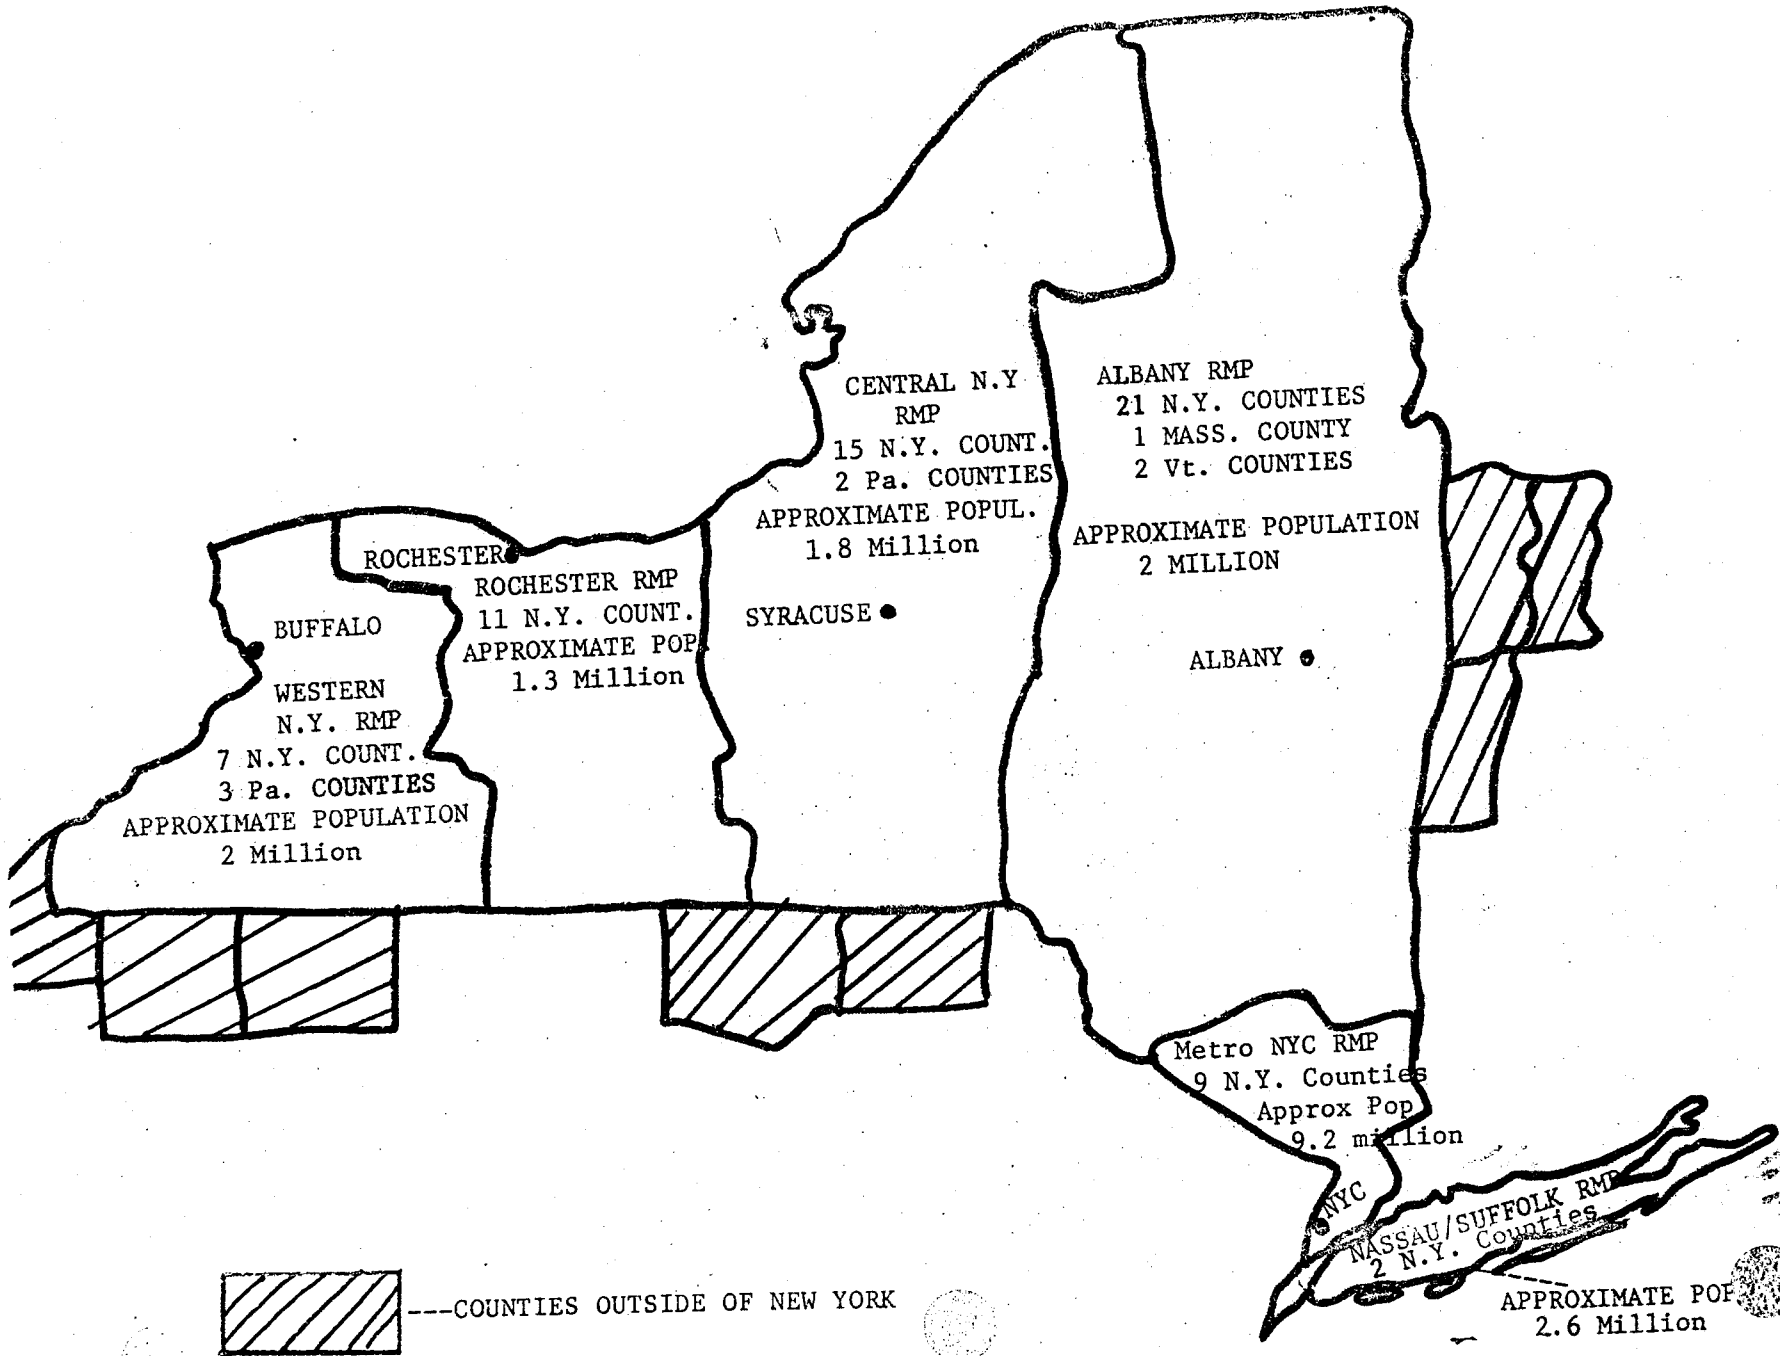 CENTRAL N.Y
RMP
15 N.Y. COUNT.
2 Pa. COUNTIES
APPROXIMATE POPUL.
1.8 Million
SYRACUSE
ALBANY RMP
21 N.Y. COUNTIES
1 MASS. COUNTY
2 Vt. COUNTIES
APPROXIMATE POPULATION
2 MILLION
ALBANY
ROCHESTER
ROCHESTER RMP
11 N.Y. COUNT.
APPROXIMATE POP
1.3 Million
BUFFALO
WESTERN
N.Y. RMP
7 N.Y. COUNT.
3 Pa. COUNTIES
APPROXIMATE POPULATION
2 Million
Metro NYC RMP
9 N.Y. Counties
Approx Pop
9.2 million
NYC
NASSAU/SUFFOLK RMP
2 N.Y. Counties
APPROXIMATE POP
2.6 Million
---COUNTIES OUTSIDE OF NEW YORK